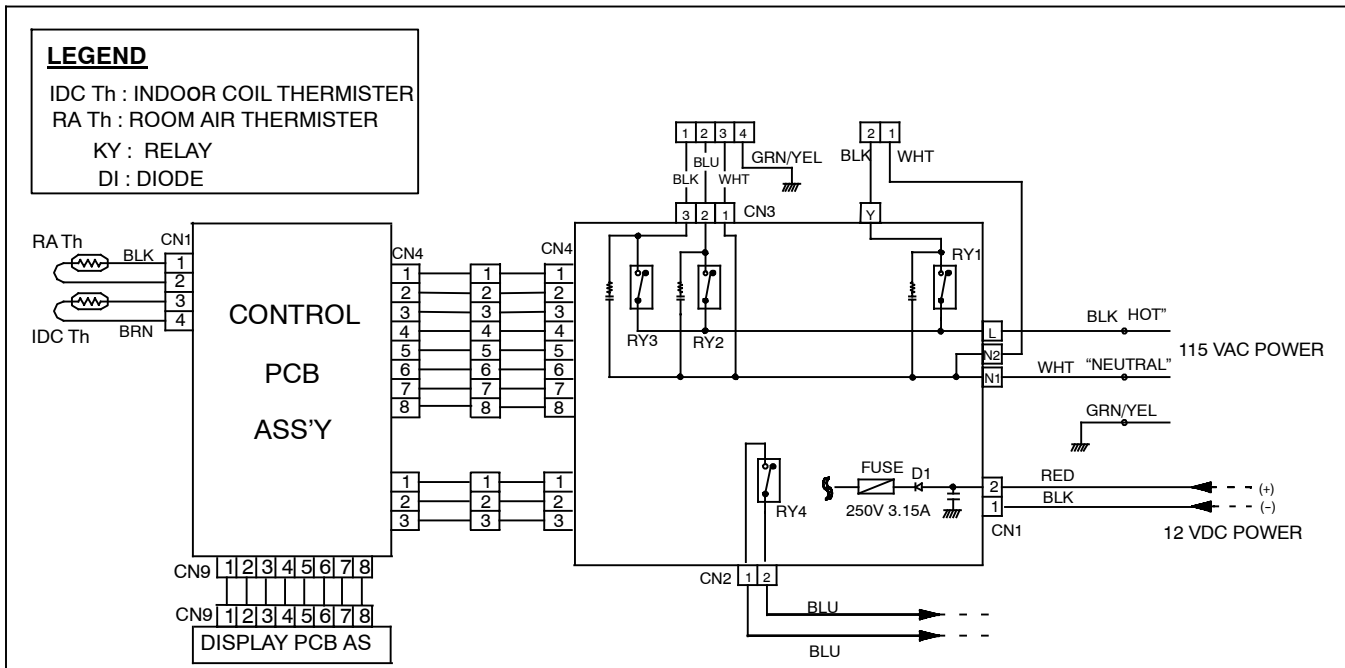 LEGEND
IDC Th : INDOOR COIL THERMISTER
RA Th : ROOM AIR THERMISTER
KY : RELAY
DI : DIODE
1 2 3 4
BLK
BLU
WHT
GRN/YEL
3 2 1
CN3
2 1
BLK
WHT
Y
RA Th
BLK
CN1
1
2
3
4
IDC Th
BRN
CONTROL
PCB
ASS'Y
CN4
1
2
3
4
5
6
7
8
1
2
3
4
5
6
7
8
CN4
1
2
3
4
5
6
7
8
1
2
3
1
2
3
1
2
3
RY3
RY2
RY1
L
N2
N1
BLK HOT”
115 VAC POWER
WHT “NEUTRAL”
GRN/YEL
RY4
FUSE
D1
250V 3.15A
2
1
CN1
RED
BLK
(+)
(−)
12 VDC POWER
CN2 1 2
BLU
BLU
CN9 1 2 3 4 5 6 7 8
CN9 1 2 3 4 5 6 7 8
DISPLAY PCB AS